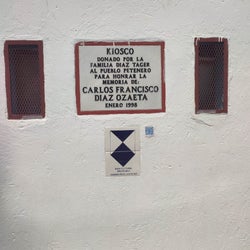 KIOSCO
DONADO POR LA
FAMILIA DIAZ TAGER
AL PUEBLO PETENERO
PARA HONRAR LA
MEMORIA DE:
CARLOS FRANCISCO
DIAZ OZAETA
ENERO 1998